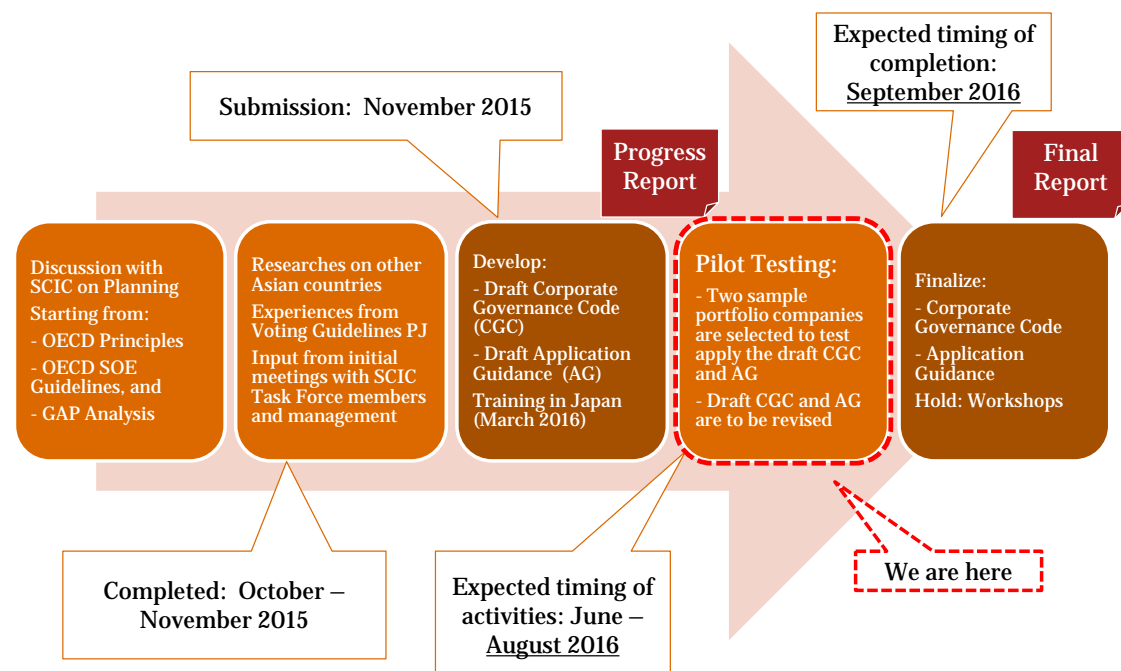 Expected timing of
completion:
September 2016
Submission:  November 2015
Progress
Report
Final
Report
Discussion with
SCIC on Planning
Starting from:
- OECD Principles
- OECD SOE
Guidelines, and
- GAP Analysis
Researches on other
Asian countries
Experiences from
Voting Guidelines PJ
Input from initial
meetings with SCIC
Task Force members
and management
Develop:
- Draft Corporate
Governance Code
(CGC)
- Draft Application
Guidance  (AG)
Training in Japan
(March 2016)
Pilot Testing:
- Two sample
portfolio companies
are selected to test
apply the draft CGC
and AG
- Draft CGC and AG
are to be revised
Finalize:
- Corporate
Governance Code
- Application
Guidance
Hold: Workshops
Completed:  October –
November 2015
Expected timing of
activities: June –
August 2016
We are here